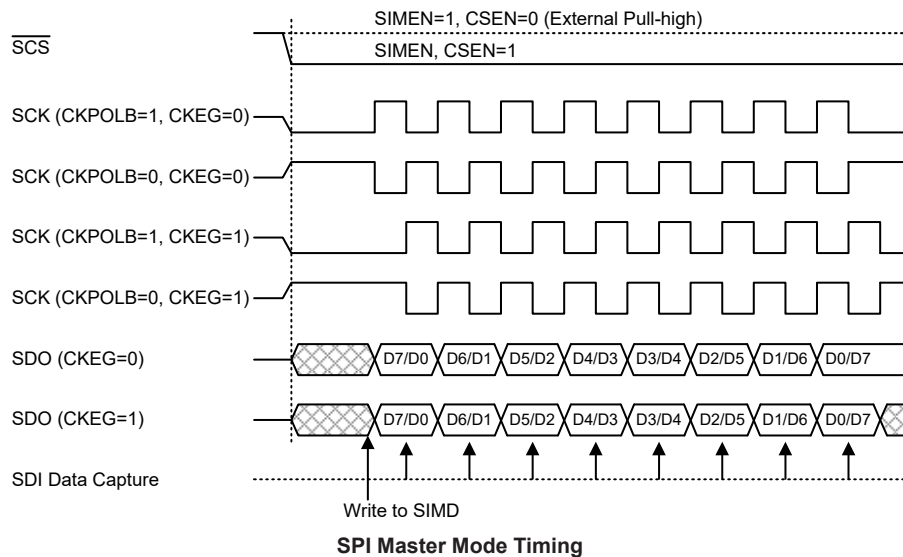 SIMEN=1, CSEN=0 (External Pull-high)
SCS
SIMEN, CSEN=1
SCK (CKPOLB=1, CKEG=0)
SCK (CKPOLB=0, CKEG=0)
SCK (CKPOLB=1, CKEG=1)
SCK (CKPOLB=0, CKEG=1)
SDO (CKEG=0) D7/D0 D6/D1 D5/D2 D4/D3 D3/D4 D2/D5 D1/D6 D0/D7
SDO (CKEG=1) D7/D0 D6/D1 D5/D2 D4/D3 D3/D4 D2/D5 D1/D6 D0/D7
SDI Data Capture
Write to SIMD
SPI Master Mode Timing